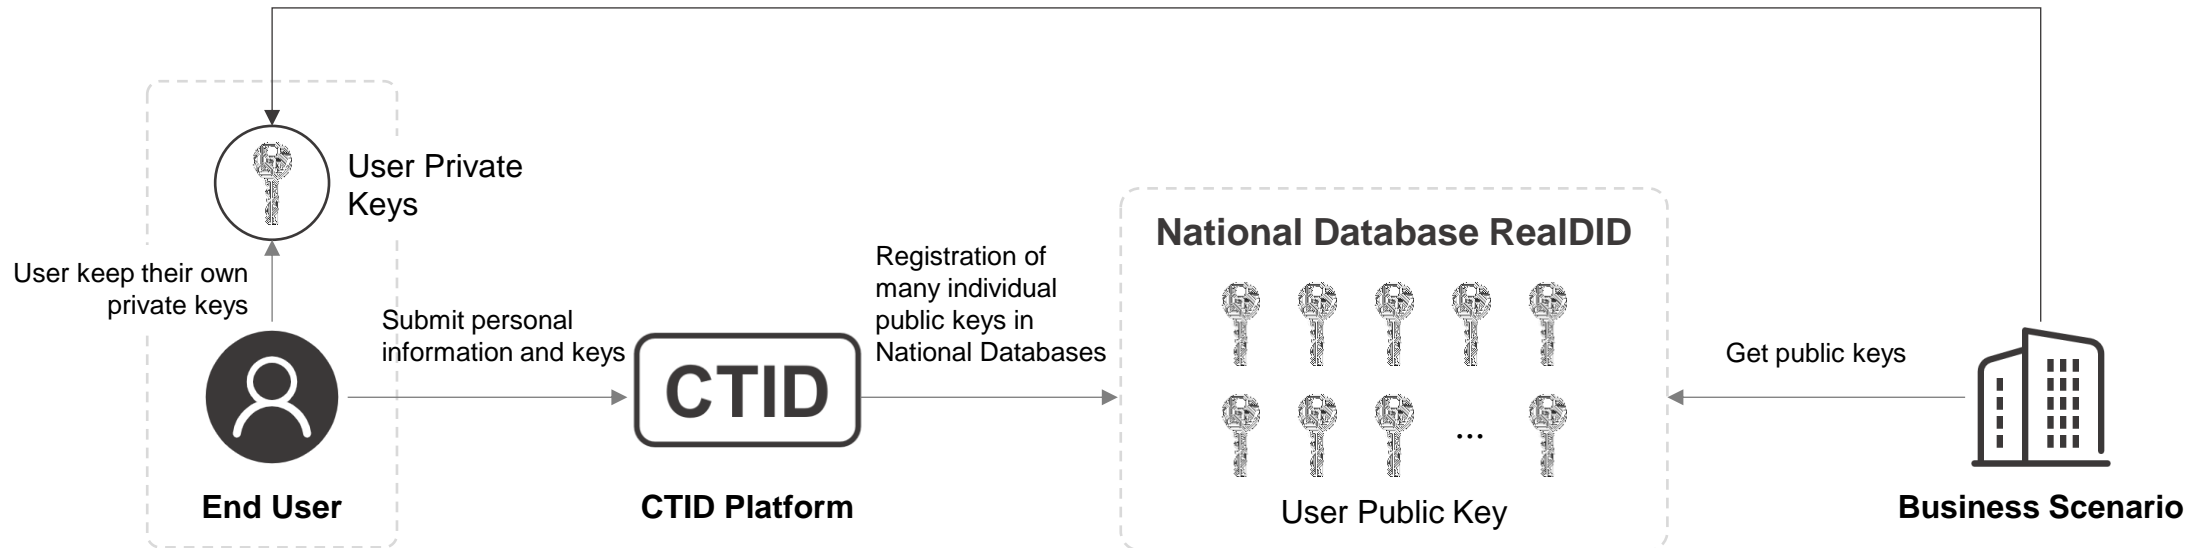 User Private
Keys
User keep their own
private keys
End User
Submit personal
information and keys
CTID
CTID Platform
Registration of
many individual
public keys in
National Databases
National Database RealDID
...
User Public Key
Get public keys
Business Scenario